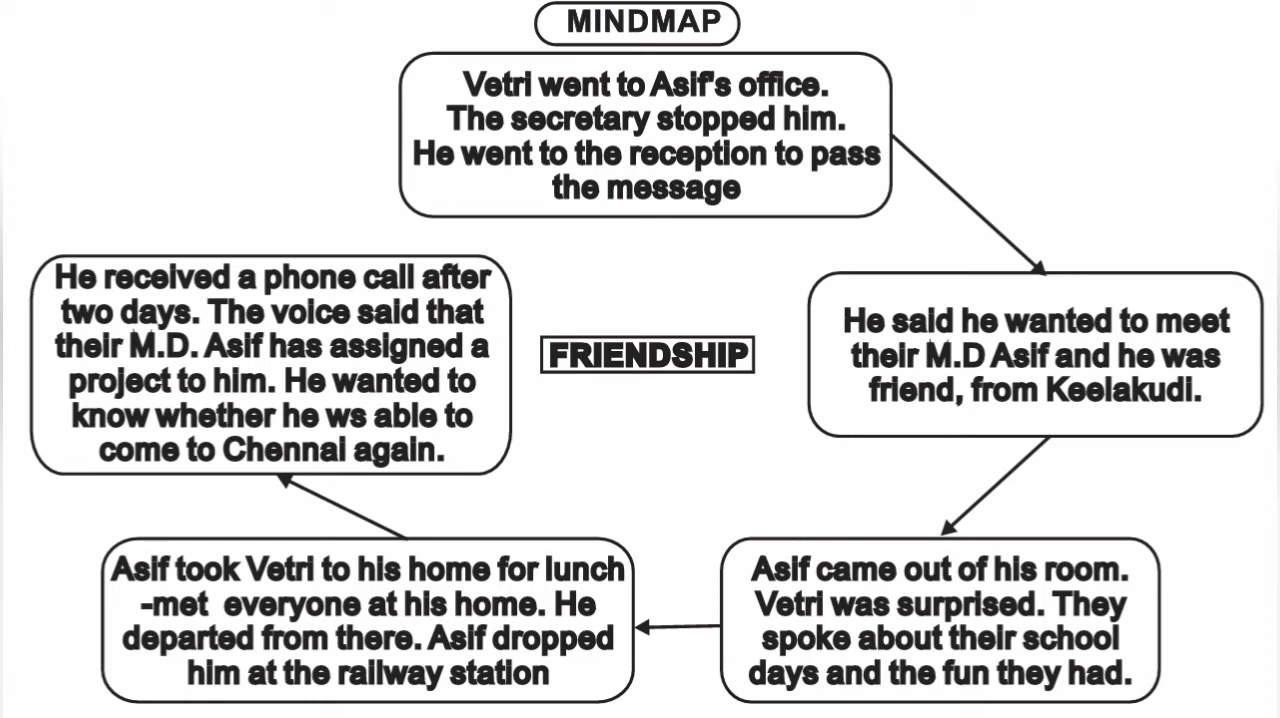 MINDMAP
Vetri went to Asif's office.
The secretary stopped him.
He went to the reception to pass
the message
He said he wanted to meet
their M.D Asif and he was
friend, from Keelakudi.
Asif came out of his room.
Vetri was surprised. They
spoke about their school
days and the fun they had.
Asif took Vetri to his home for lunch
-met everyone at his home. He
departed from there. Asif dropped
him at the railway station
He received a phone call after
two days. The voice said that
their M.D. Asif has assigned a
project to him. He wanted to
know whether he ws able to
come to Chennai again.
FRIENDSHIP